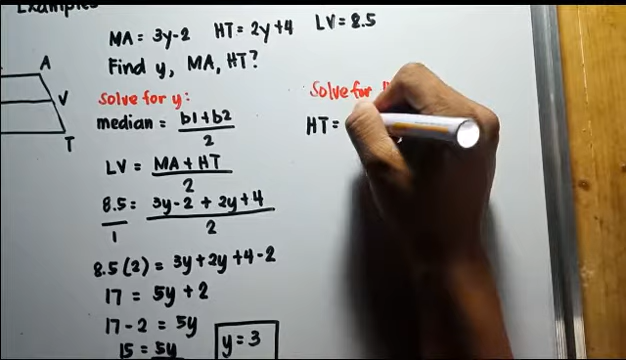 Examples
MA = 3y-2 HT = 2y+4 LV = 8.5
Find y, MA, HT?
A
V
T
Solve for y:
median = b1+b2
2
LV = MA + HT
2
8.5 = 3y-2 + 2y+4
1 2
8.5(2) = 3y+2y+4-2
17 = 5y+2
17-2 = 5y
15 = 5y
y=3
Solve for
HT=